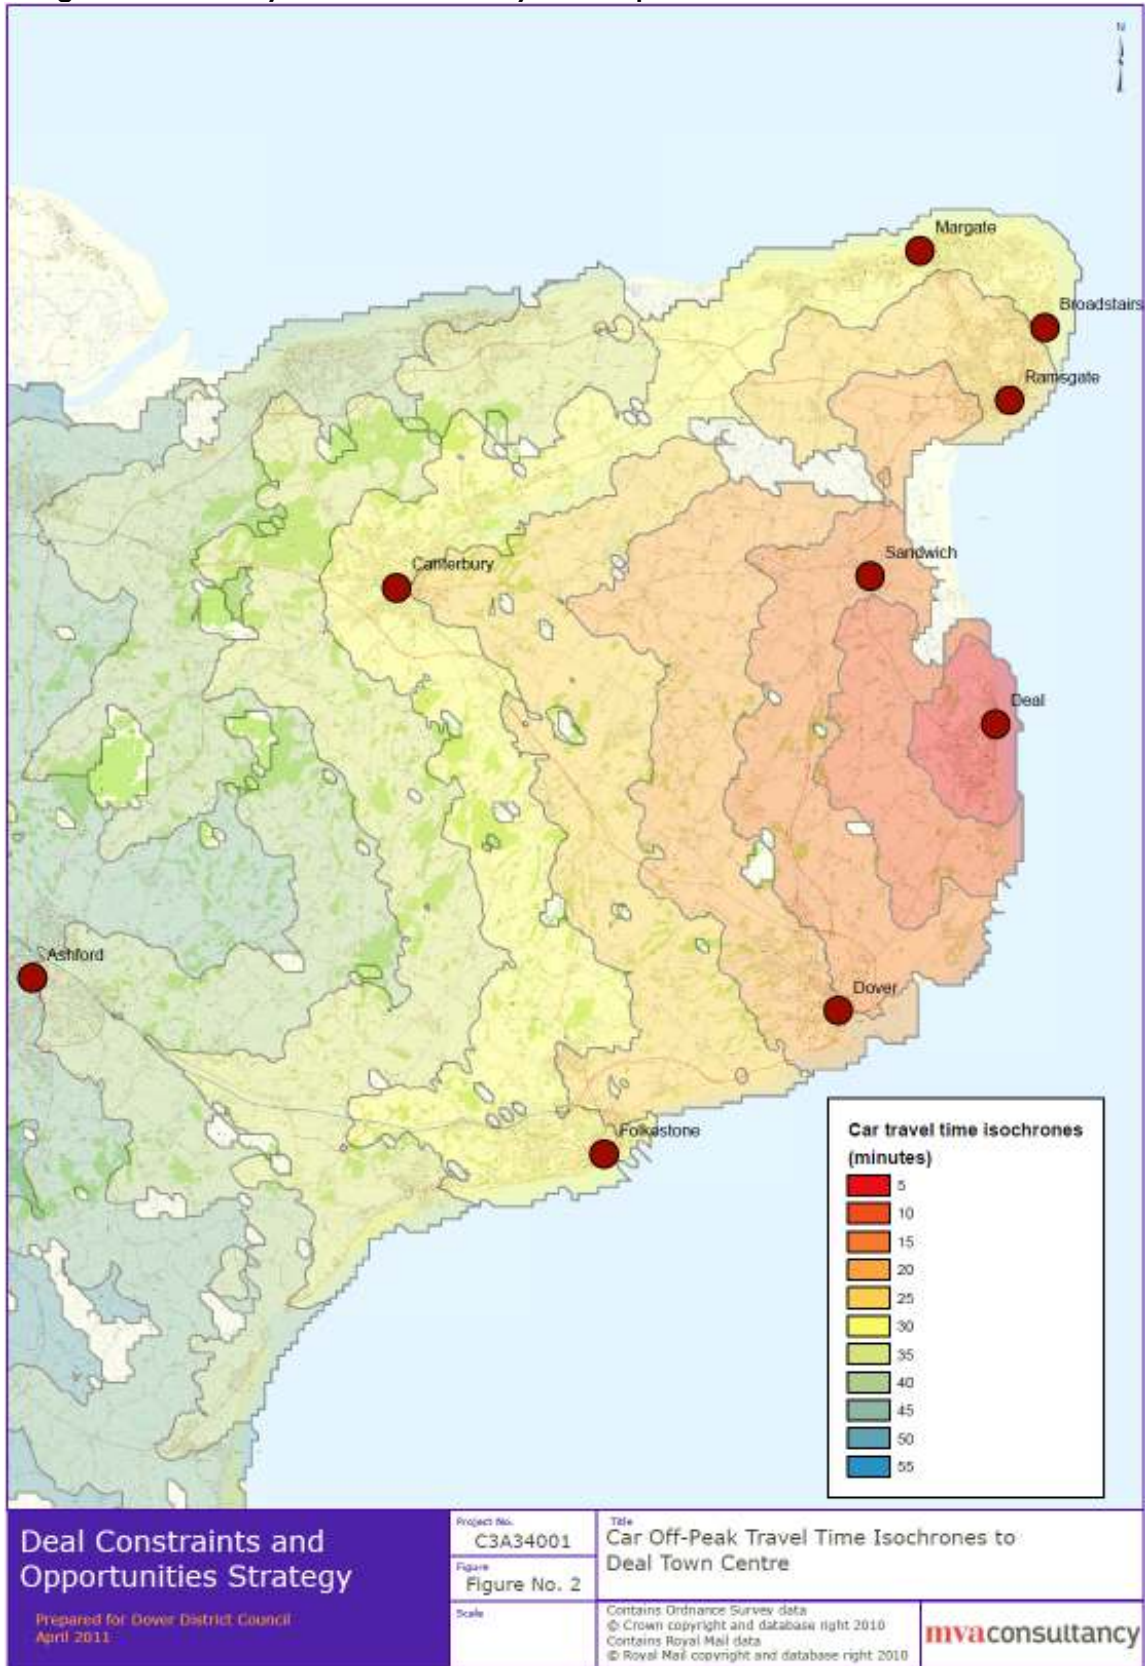 N
Margate
Broadstairs
Ramsgate
Sandwich
Canterbury
Deal
Ashford
Dover
Folkestone
Car travel time isochrones
(minutes)
5
10
15
20
25
30
35
40
45
50
55
Deal Constraints and
Opportunities Strategy
Prepared for Dover District Council
April 2011
Project No.
C3A34001
Figure
Figure No. 2
Scale
Title
Car Off-Peak Travel Time Isochrones to
Deal Town Centre
Contains Ordnance Survey data
© Crown copyright and database right 2010
Contains Royal Mail data
© Royal Mail copyright and database right 2010
mvaconsultancy